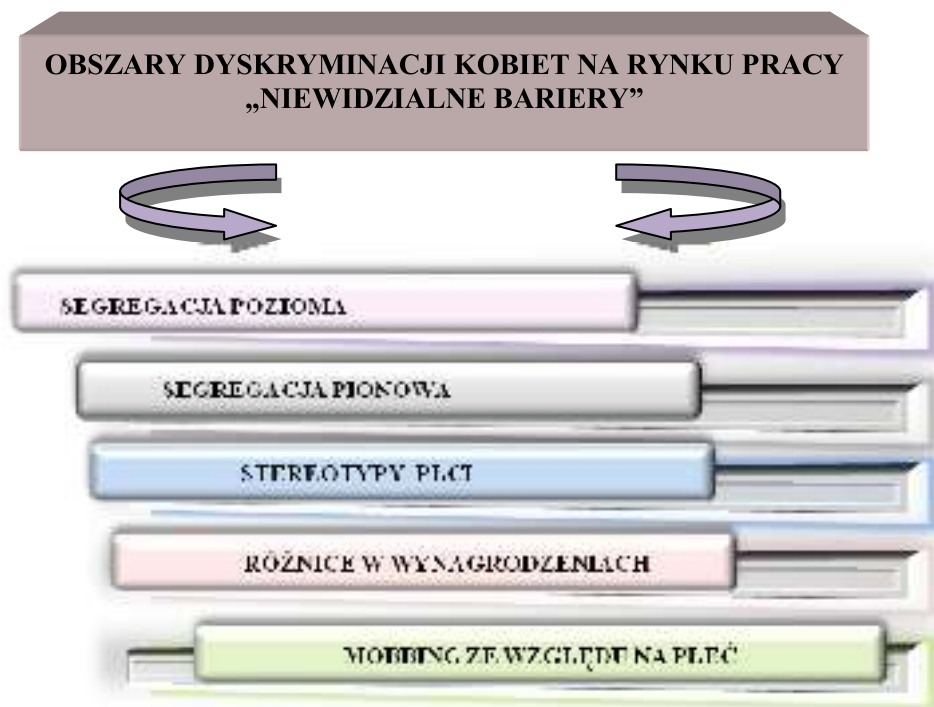 OBSZARY DYSKRYMINACJI KOBIET NA RYNKU PRACY
„NIEWIDZIALNE BARIERY”
SEGREGACJA POZIOMA
SEGREGACJA PIONOWA
STEREOTYPY PŁCI
RÓŻNICE W WYNAGRODZENIACH
MOBBING ZE WZGLĘDU NA PŁEĆ